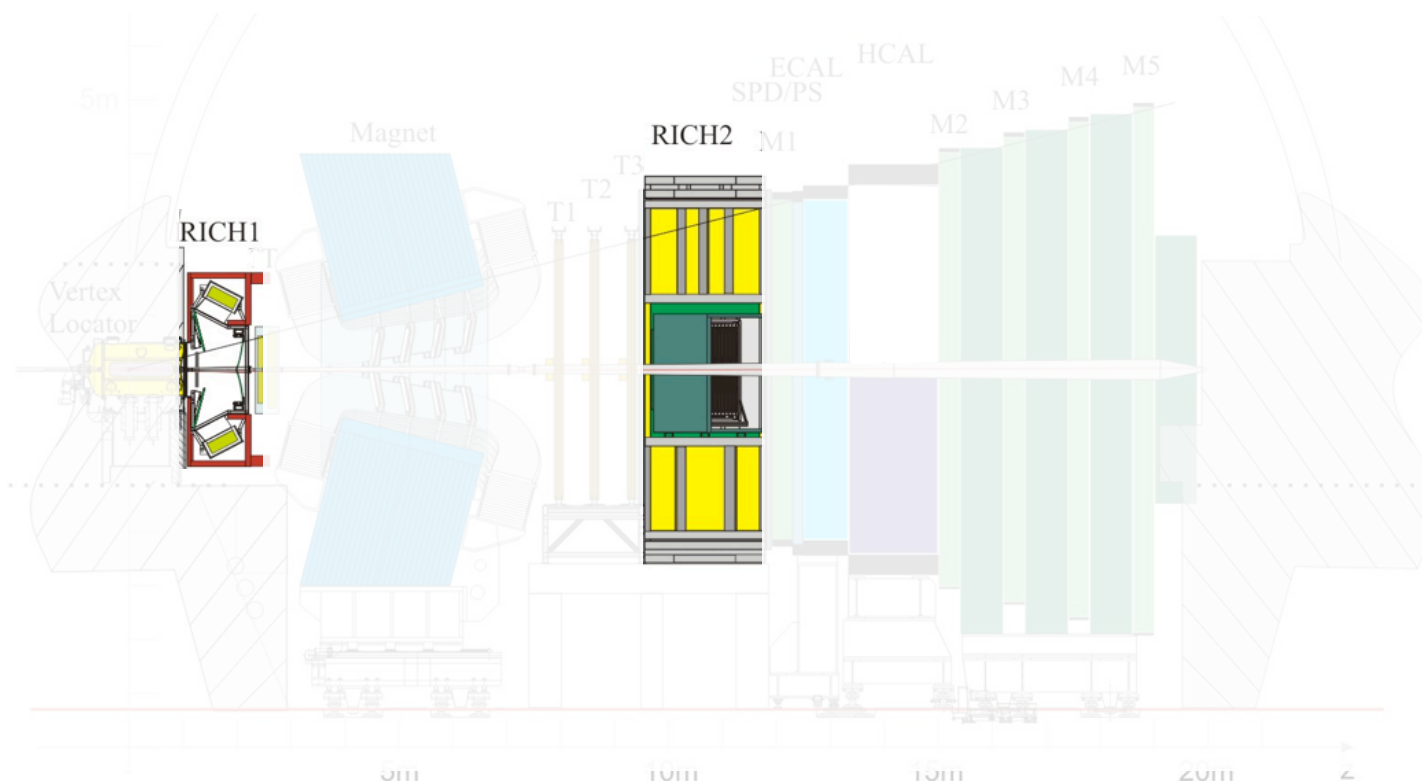 HCAL
ECAL
SPD/PS
M5
M4
M3
M2
M1
5m
Magnet
RICH2
T3
T2
T1
RICH1
Vertex
Locator
5m
10m
15m
20m
z